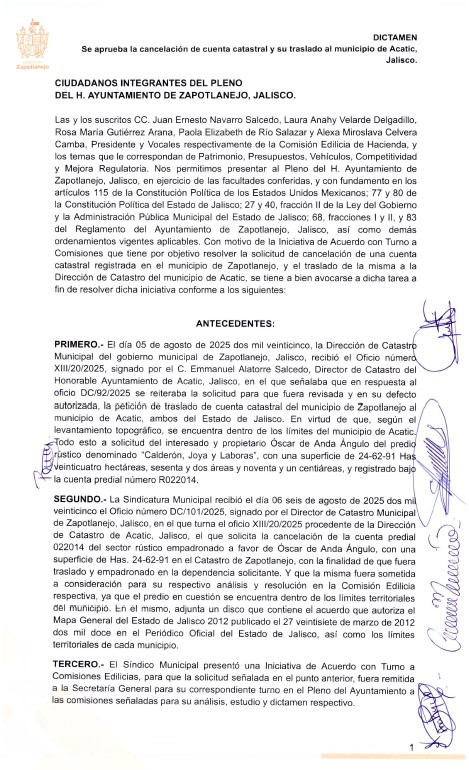 Zapotlanejo
DICTAMEN
Se aprueba la cancelación de cuenta catastral y su traslado al municipio de Acatic,
Jalisco.
CIUDADANOS INTEGRANTES DEL PLENO
DEL H. AYUNTAMIENTO DE ZAPOTLANEJO, JALISCO.
Las y los suscritos CC. Juan Ernesto Navarro Salcedo, Laura Anahy Velarde Delgadillo,
Rosa María Gutiérrez Arana, Paola Elizabeth de Río Salazar y Alexa Miroslava Celvera
Camba, Presidente y Vocales respectivamente de la Comisión Edilicia de Hacienda, y
los temas que le correspondan de Patrimonio, Presupuestos, Vehículos, Competitividad
y Mejora Regulatoria. Nos permitimos presentar al Pleno del H. Ayuntamiento de
Zapotlanejo, Jalisco, en ejercicio de las facultades conferidas, y con fundamento en los
artículos 115 de la Constitución Política de los Estados Unidos Mexicanos; 77 y 80 de
la Constitución Política del Estado de Jalisco; 27 y 40, fracción II de la Ley del Gobierno
y la Administración Pública Municipal del Estado de Jalisco; 68, fracciones I y II, y 83
del Reglamento del Ayuntamiento de Zapotlanejo, Jalisco, así como demás
ordenamientos vigentes aplicables. Con motivo de la Iniciativa de Acuerdo con Turno a
Comisiones que tiene por objetivo resolver la solicitud de cancelación de una cuenta
catastral registrada en el municipio de Zapotlanejo, y el traslado de la misma a la
Dirección de Catastro del municipio de Acatic, se tiene a bien avocarse a dicha tarea a
fin de resolver dicha iniciativa conforme a los siguientes:
ANTECEDENTES:
PRIMERO.- El día 05 de agosto de 2025 dos mil veinticinco, la Dirección de Catastro
Municipal del gobierno municipal de Zapotlanejo, Jalisco, recibió el Oficio número
XIII/20/2025, signado por el C. Emmanuel Alatorre Salcedo, Director de Catastro del
Honorable Ayuntamiento de Acatic, Jalisco, en el que señalaba que en respuesta al
oficio DC/92/2025 se reiteraba la solicitud para que fuera revisada y en su defecto
autorizada, la petición de traslado de cuenta catastral del municipio de Zapotlanejo al
municipio de Acatic, ambos del Estado de Jalisco. En virtud de que, según el
levantamiento topográfico, se encuentra dentro de los límites del municipio de Acatic.
Todo esto a solicitud del interesado y propietario Óscar de Anda Ángulo del predio
rústico denominado “Calderón, Joya y Laboras”, con una superficie de 24-62-91 Has
veinticuatro hectáreas, sesenta y dos áreas y noventa y un centiáreas, y registrado bajo
la cuenta predial número R022014.
SEGUNDO.- La Sindicatura Municipal recibió el día 06 seis de agosto de 2025 dos mil
veinticinco el Oficio número DC/101/2025, signado por el Director de Catastro Municipal
de Zapotlanejo, Jalisco, en el que turna el oficio XIII/20/2025 procedente de la Dirección
de Catastro de Acatic, Jalisco, el que solicita la cancelación de la cuenta predial
022014 del sector rústico empadronado a favor de Óscar de Anda Ángulo, con una
superficie de Has. 24-62-91 en el Catastro de Zapotlanejo, con la finalidad de que fuera
traslado y empadronado en la dependencia solicitante. Y que la misma fuera sometida
a consideración para su respectivo análisis y resolución en la Comisión Edilicia
respectiva, ya que el predio en cuestión se encuentra dentro de los límites territoriales
del municipio. En el mismo, adjunta un disco que contiene el acuerdo que autoriza el
Mapa General del Estado de Jalisco 2012 publicado el 27 veintisiete de marzo de 2012
dos mil doce en el Periódico Oficial del Estado de Jalisco, así como los límites
territoriales de cada municipio.
TERCERO.- El Síndico Municipal presentó una Iniciativa de Acuerdo con Turno a
Comisiones Edilicias, para que la solicitud señalada en el punto anterior, fuera remitida
a la Secretaría General para su correspondiente turno en el Pleno del Ayuntamiento a
las comisiones señaladas para su análisis, estudio y dictamen respectivo.
1